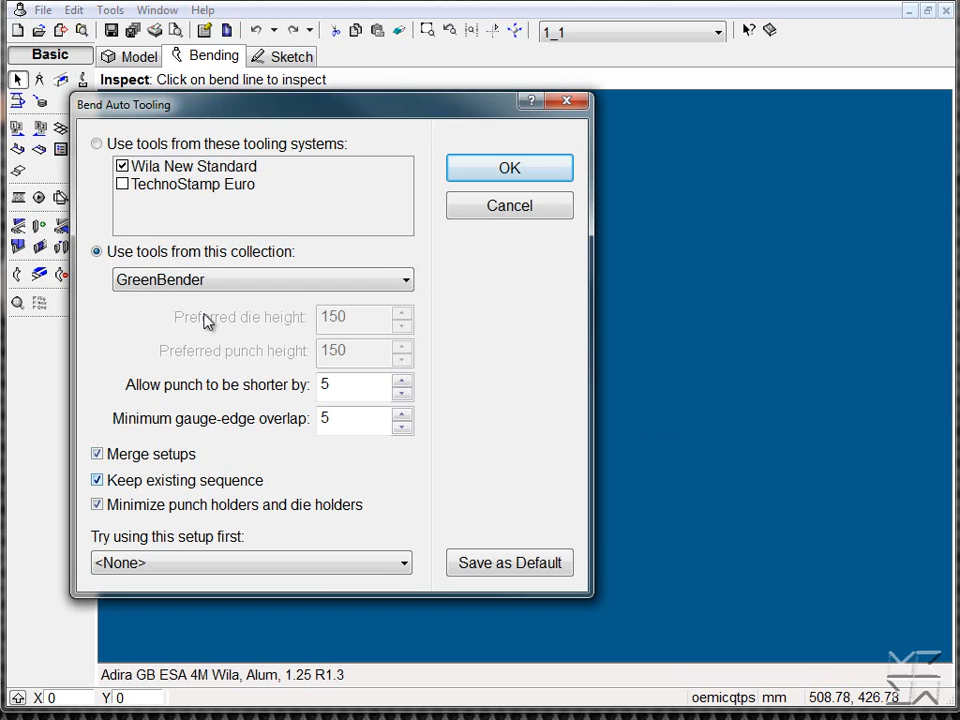 File Edit Tools Window Help
1_1
Basic Model Bending Sketch
Inspect: Click on bend line to inspect
Bend Auto Tooling
Use tools from these tooling systems:
Wila New Standard
TechnoStamp Euro
OK
Cancel
Use tools from this collection:
GreenBender
Preferred die height: 150
Preferred punch height: 150
Allow punch to be shorter by: 5
Minimum gauge-edge overlap: 5
Merge setups
Keep existing sequence
Minimize punch holders and die holders
Try using this setup first:
<None>
Save as Default
Adira GB ESA 4M Wila, Alum, 1.25 R1.3
X 0 Y 0 oemicqtps mm 508.78, 426.78